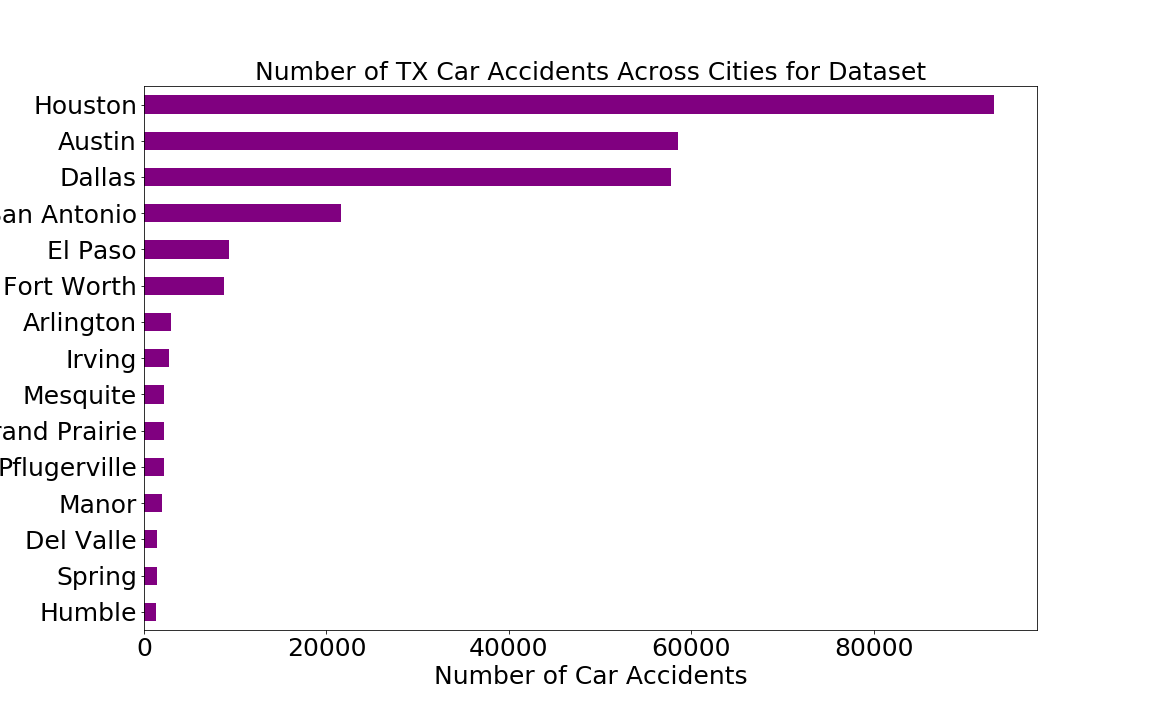 Number of TX Car Accidents Across Cities for Dataset
Houston
Austin
Dallas
an Antonio
El Paso
Fort Worth
Arlington
Irving
Mesquite
rand Prairie
Pflugerville
Manor
Del Valle
Spring
Humble
0 20000 40000 60000 80000
Number of Car Accidents